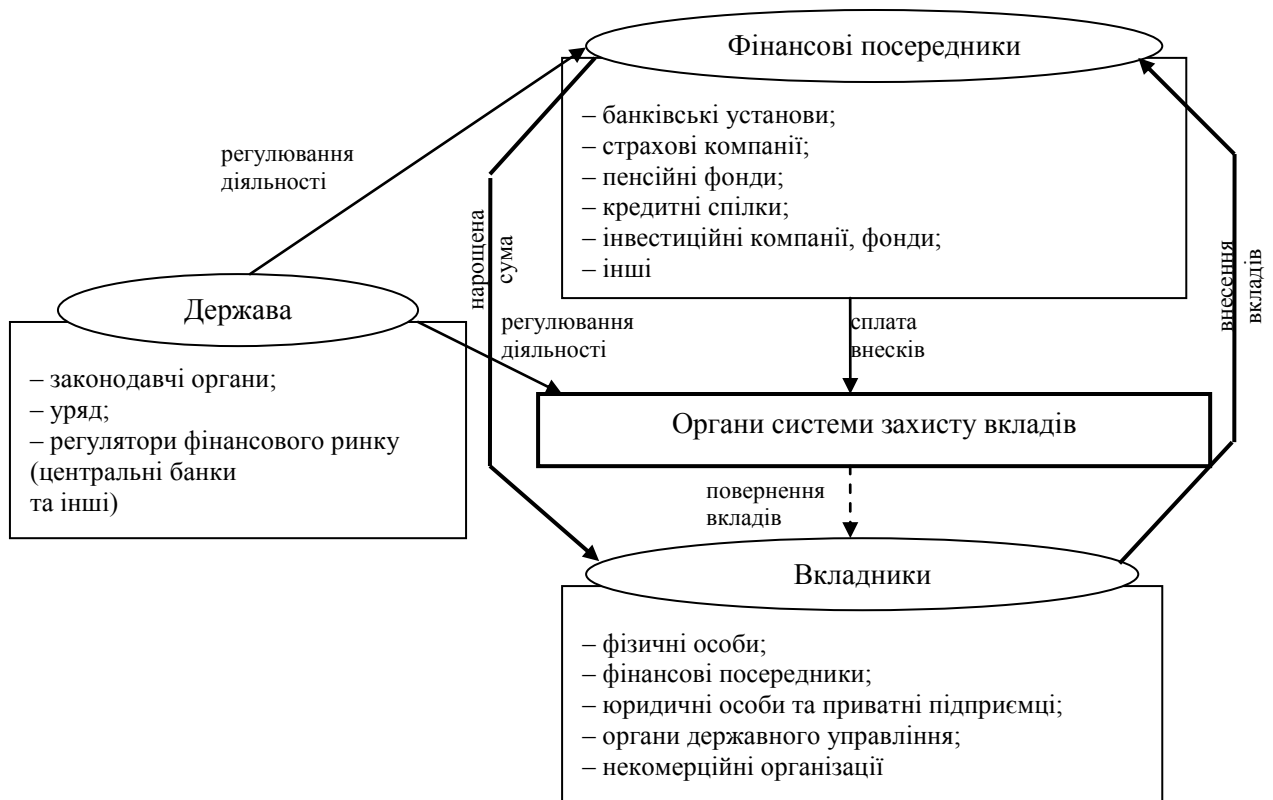 Фінансові посередники
– банківські установи;
– страхові компанії;
– пенсійні фонди;
– кредитні спілки;
– інвестиційні компанії, фонди;
– інші
регулювання
діяльності
нарощена
сума
внесення
вкладів
Держава
– законодавчі органи;
– уряд;
– регулятори фінансового ринку
(центральні банки
та інші)
регулювання
діяльності
сплата
внесків
Органи системи захисту вкладів
повернення
вкладів
Вкладники
– фізичні особи;
– фінансові посередники;
– юридичні особи та приватні підприємці;
– органи державного управління;
– некомерційні організації